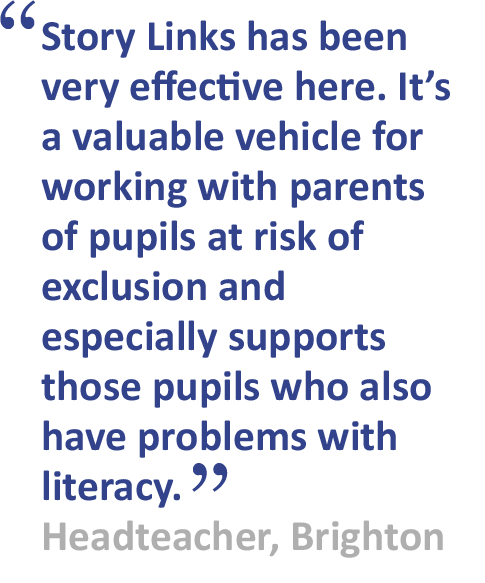 “Story Links has been
very effective here. It’s
a valuable vehicle for
working with parents
of pupils at risk of
exclusion and
especially supports
those pupils who also
have problems with
literacy.”
Headteacher, Brighton